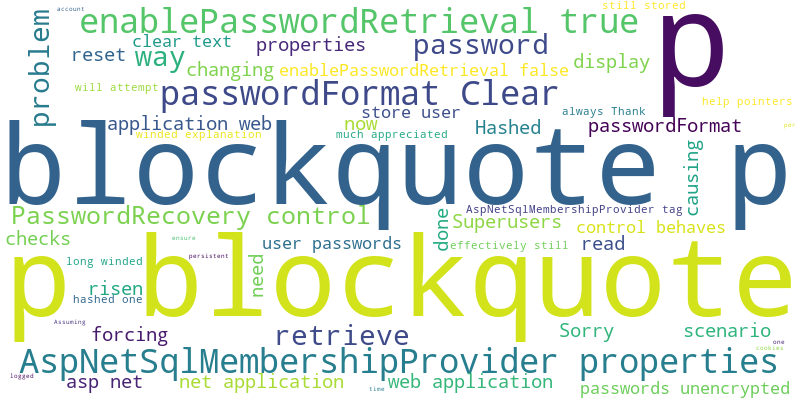 account
still stored
enablePasswordRetrieval true
p
problem
clear text
properties
password
reset
way
changing
enablePasswordRetrieval false
display
will attempt
passwordFormat Clear
help pointers
store user
always Thank
application web
now
Hashed
passwordFormat
winded explanation
much appreciated
blockquote p
causing
PasswordRecovery control
AspNetSqlMembershipProvider tag
done
Superusers
control behaves
checks
ensure
user passwords
effectively still
read
p blockquote
long winded
persistent
need
risen
hashed one
Assuming
forcing
retrieve
Sorry
scenario
one
cookies
AspNetSqlMembershipProvider properties
logged
asp net
net application
web application
time
passwords unencrypted